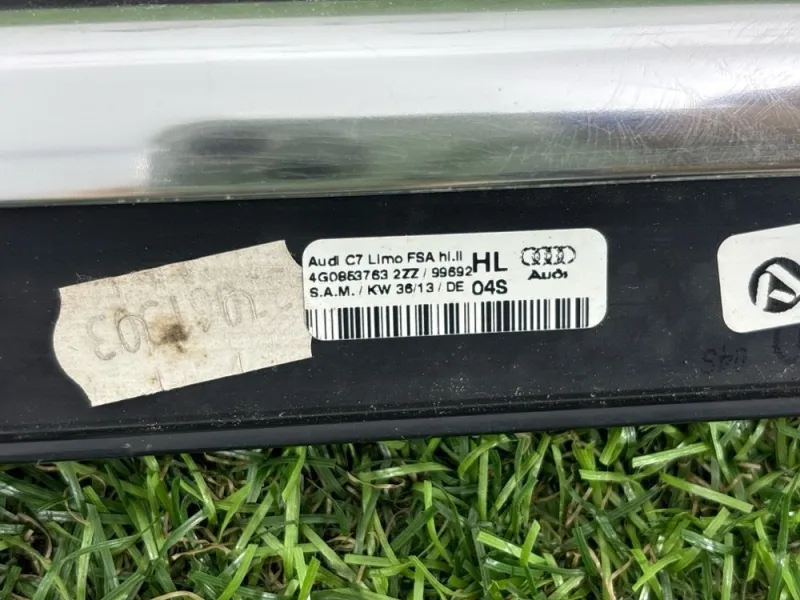 Audi C7 Limo FSA hi.li
4G0853763 2ZZ / 99692
S.A.M. / KW 36/13 / DE
HL
04S
Audi